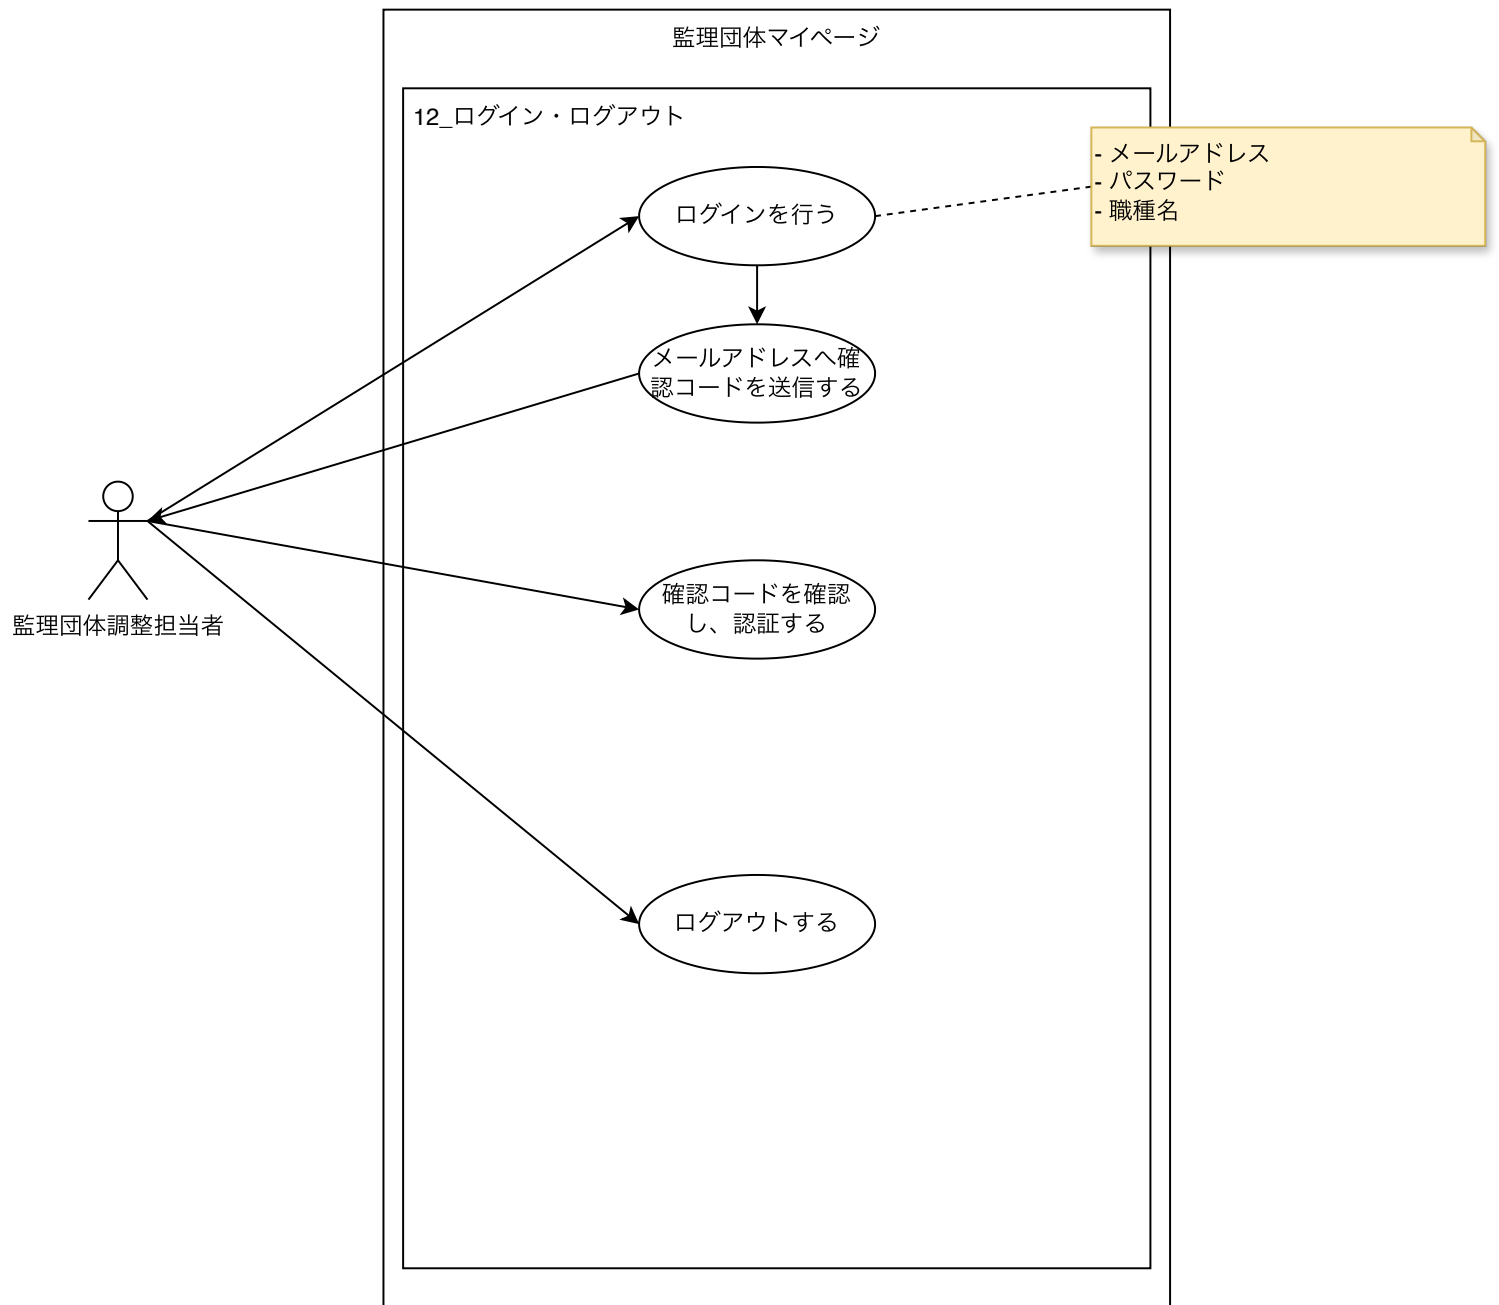 監理団体マイページ
12_ログイン・ログアウト
- メールアドレス
- パスワード
- 職種名
ログインを行う
メールアドレスへ確
認コードを送信する
確認コードを確認
し、認証する
監理団体調整担当者
ログアウトする